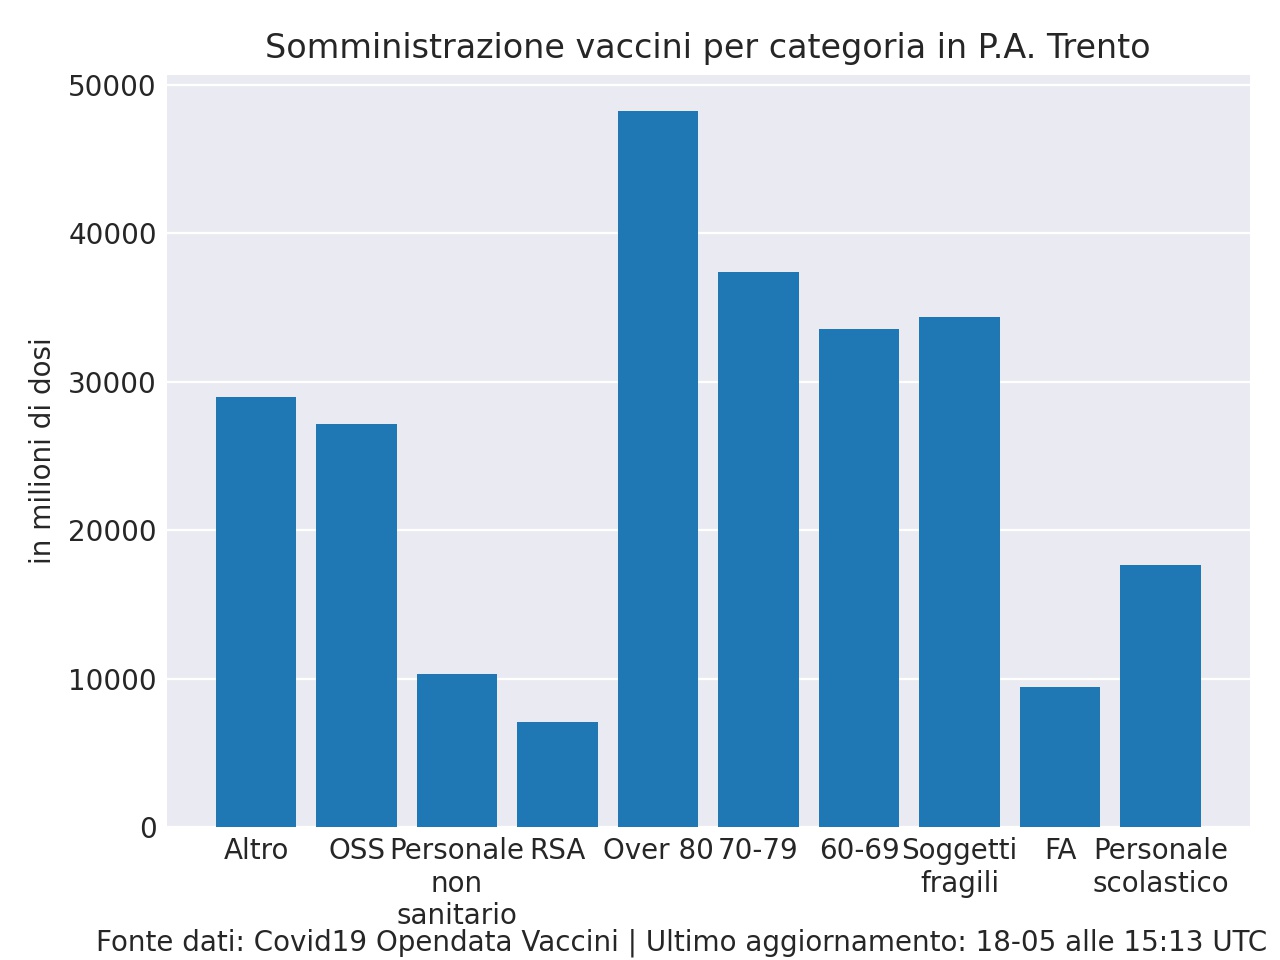 Somministrazione vaccini per categoria in P.A. Trento
50000
40000
30000
20000
10000
0
in milioni di dosi
Altro
OSS
Personale
non
sanitario
RSA
Over 80
70-79
60-69
Soggetti
fragili
FA
Personale
scolastico
Fonte dati: Covid19 Opendata Vaccini | Ultimo aggiornamento: 18-05 alle 15:13 UTC